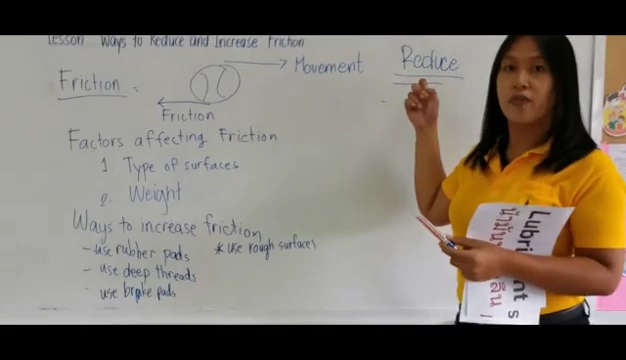 Lesson: Ways to Reduce and Increase Friction
Friction =
Movement
Friction
Factors affecting Friction
1. Type of surfaces
2. Weight
Ways to increase friction
- use rubber pads
* use rough surfaces
- use deep threads
- use brake pads
Reduce
Lubri nt s